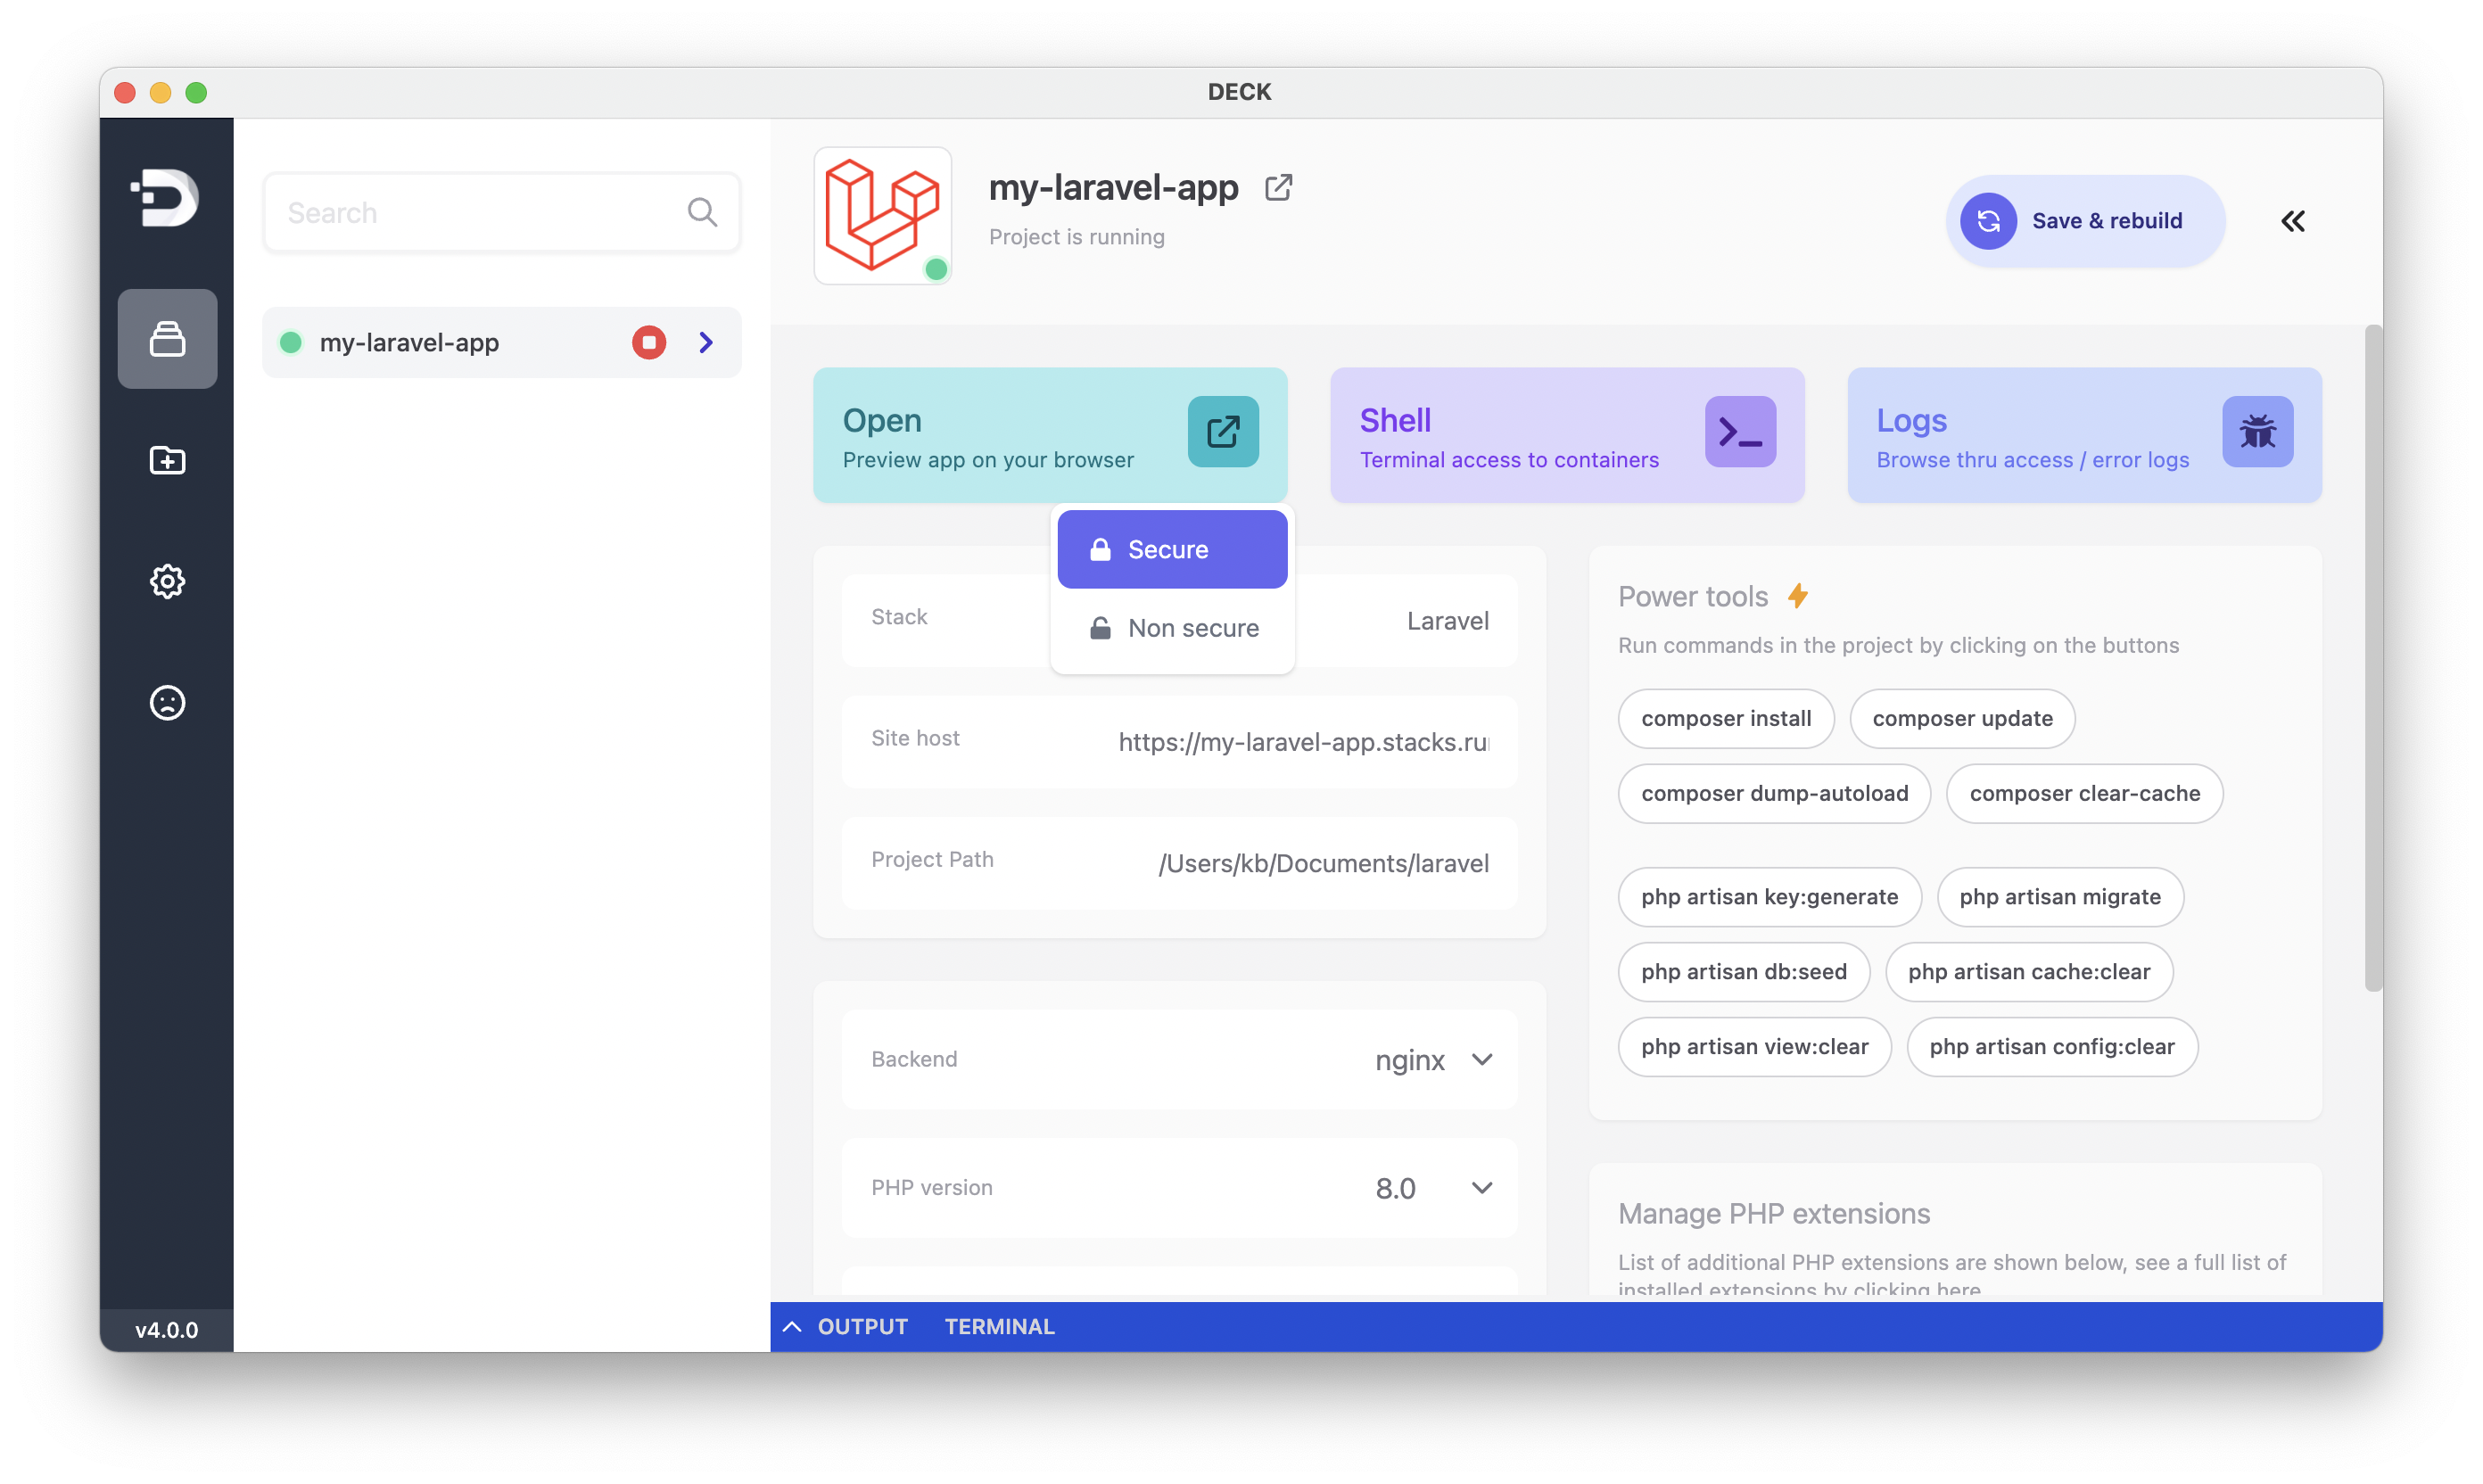 DECK
Search
my-laravel-app
v4.0.0
my-laravel-app
Project is running
Save & rebuild
Open
Preview app on your browser
Shell
Terminal access to containers
Logs
Browse thru access / error logs
Secure
Non secure
Stack
Laravel
Site host
https://my-laravel-app.stacks.ru
Project Path
/Users/kb/Documents/laravel
Backend
nginx
PHP version
8.0
Power tools
Run commands in the project by clicking on the buttons
composer install
composer update
composer dump-autoload
composer clear-cache
php artisan key:generate
php artisan migrate
php artisan db:seed
php artisan cache:clear
php artisan view:clear
php artisan config:clear
Manage PHP extensions
List of additional PHP extensions are shown below, see a full list of
installed extensions by clicking here
OUTPUT
TERMINAL